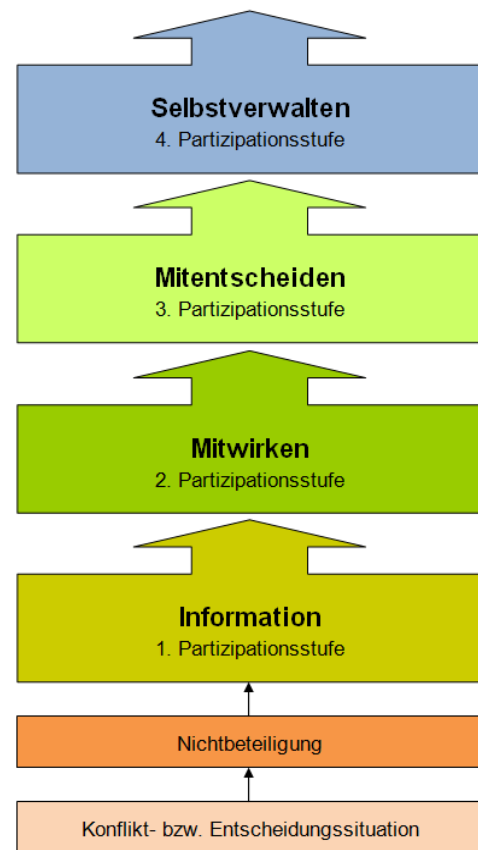 Selbstverwalten
4. Partizipationsstufe
Mitentscheiden
3. Partizipationsstufe
Mitwirken
2. Partizipationsstufe
Information
1. Partizipationsstufe
Nichtbeteiligung
Konflikt- bzw. Entscheidungssituation